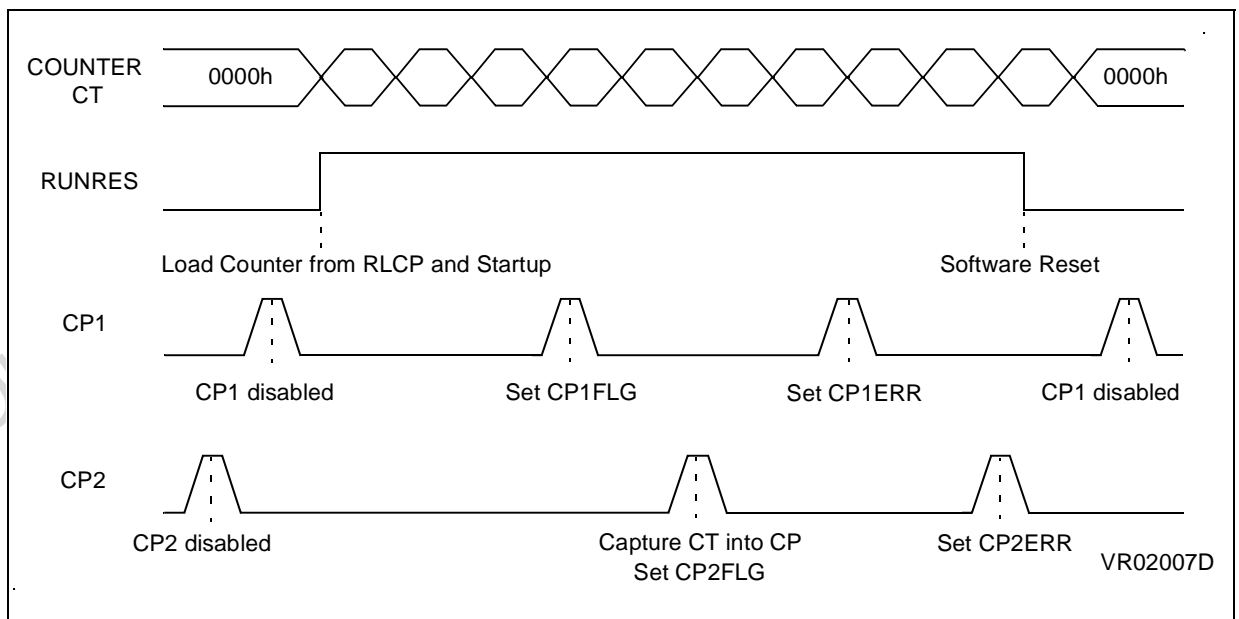 COUNTER
CT
0000h
0000h
RUNRES
Load Counter from RLCP and Startup
Software Reset
CP1
CP1 disabled
Set CP1FLG
Set CP1ERR
CP1 disabled
CP2
CP2 disabled
Capture CT into CP
Set CP2FLG
Set CP2ERR
VR02007D